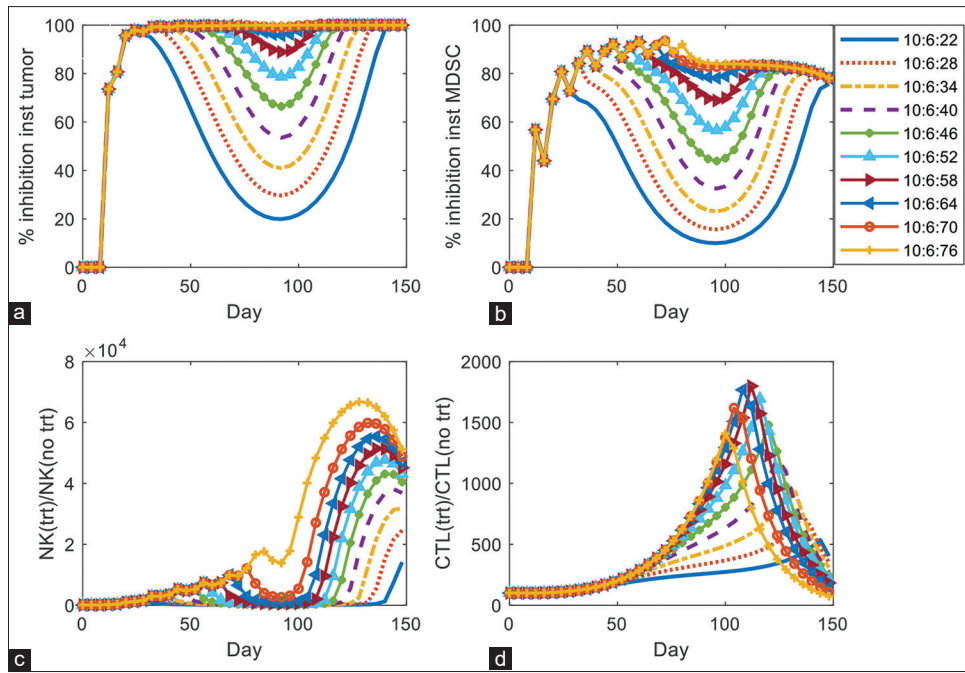 100
80
60
40
20
0
% inhibition inst tumor
0 50 100 150
Day
a
100
80
60
40
20
0
% inhibition inst MDSC
0 50 100 150
Day
b
10:6:22
10:6:28
10:6:34
10:6:40
10:6:46
10:6:52
10:6:58
10:6:64
10:6:70
10:6:76
×10⁴
8
6
4
2
0
NK(trt)/NK(no trt)
0 50 100 150
Day
c
2000
1500
1000
500
0
CTL(trt)/CTL(no trt)
0 50 100 150
Day
d